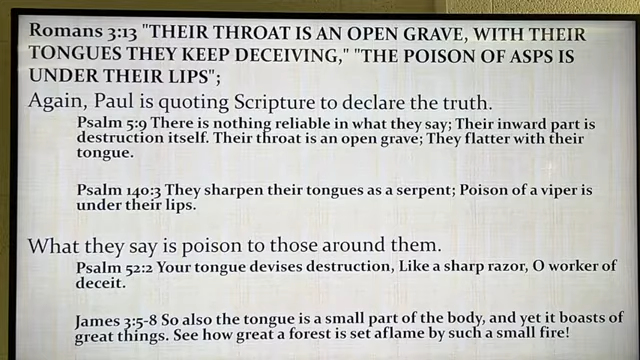 Romans 3:13 "THEIR THROAT IS AN OPEN GRAVE, WITH THEIR
TONGUES THEY KEEP DECEIVING," "THE POISON OF ASPS IS
UNDER THEIR LIPS";
Again, Paul is quoting Scripture to declare the truth.
Psalm 5:9 There is nothing reliable in what they say; Their inward part is
destruction itself. Their throat is an open grave; They flatter with their
tongue.
Psalm 140:3 They sharpen their tongues as a serpent; Poison of a viper is
under their lips.
What they say is poison to those around them.
Psalm 52:2 Your tongue devises destruction, Like a sharp razor, O worker of
deceit.
James 3:5-8 So also the tongue is a small part of the body, and yet it boasts of
great things. See how great a forest is set aflame by such a small fire!